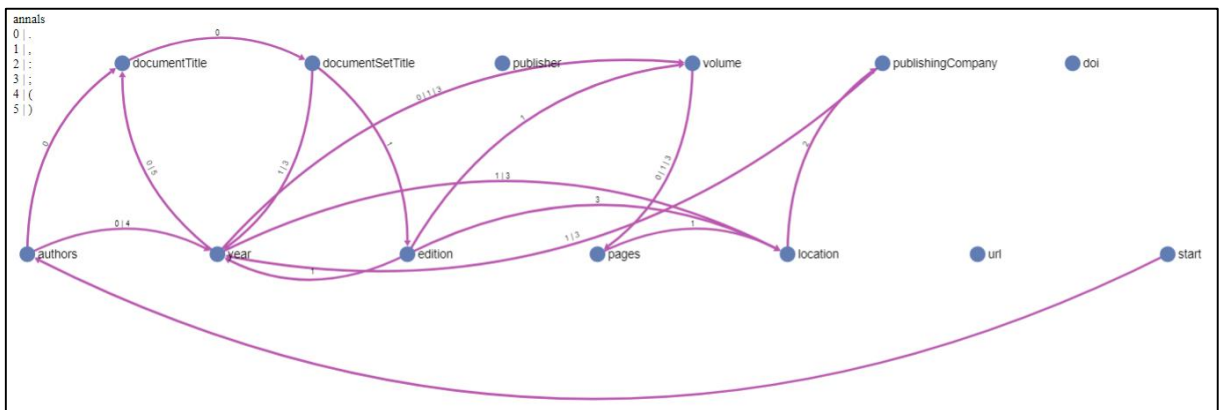 annals
0 | .
1 | ,
2 | :
3 | ;
4 | (
5 | )
0
documentTitle
documentSetTitle
publisher
volume
publishingCompany
doi
0 | 1 | 3
1
0
0 | 5
1 | 3
1
0 | 1 | 3
2
1 | 3
3
0 | 4
1
1 | 3
authors
year
edition
pages
location
url
start
1